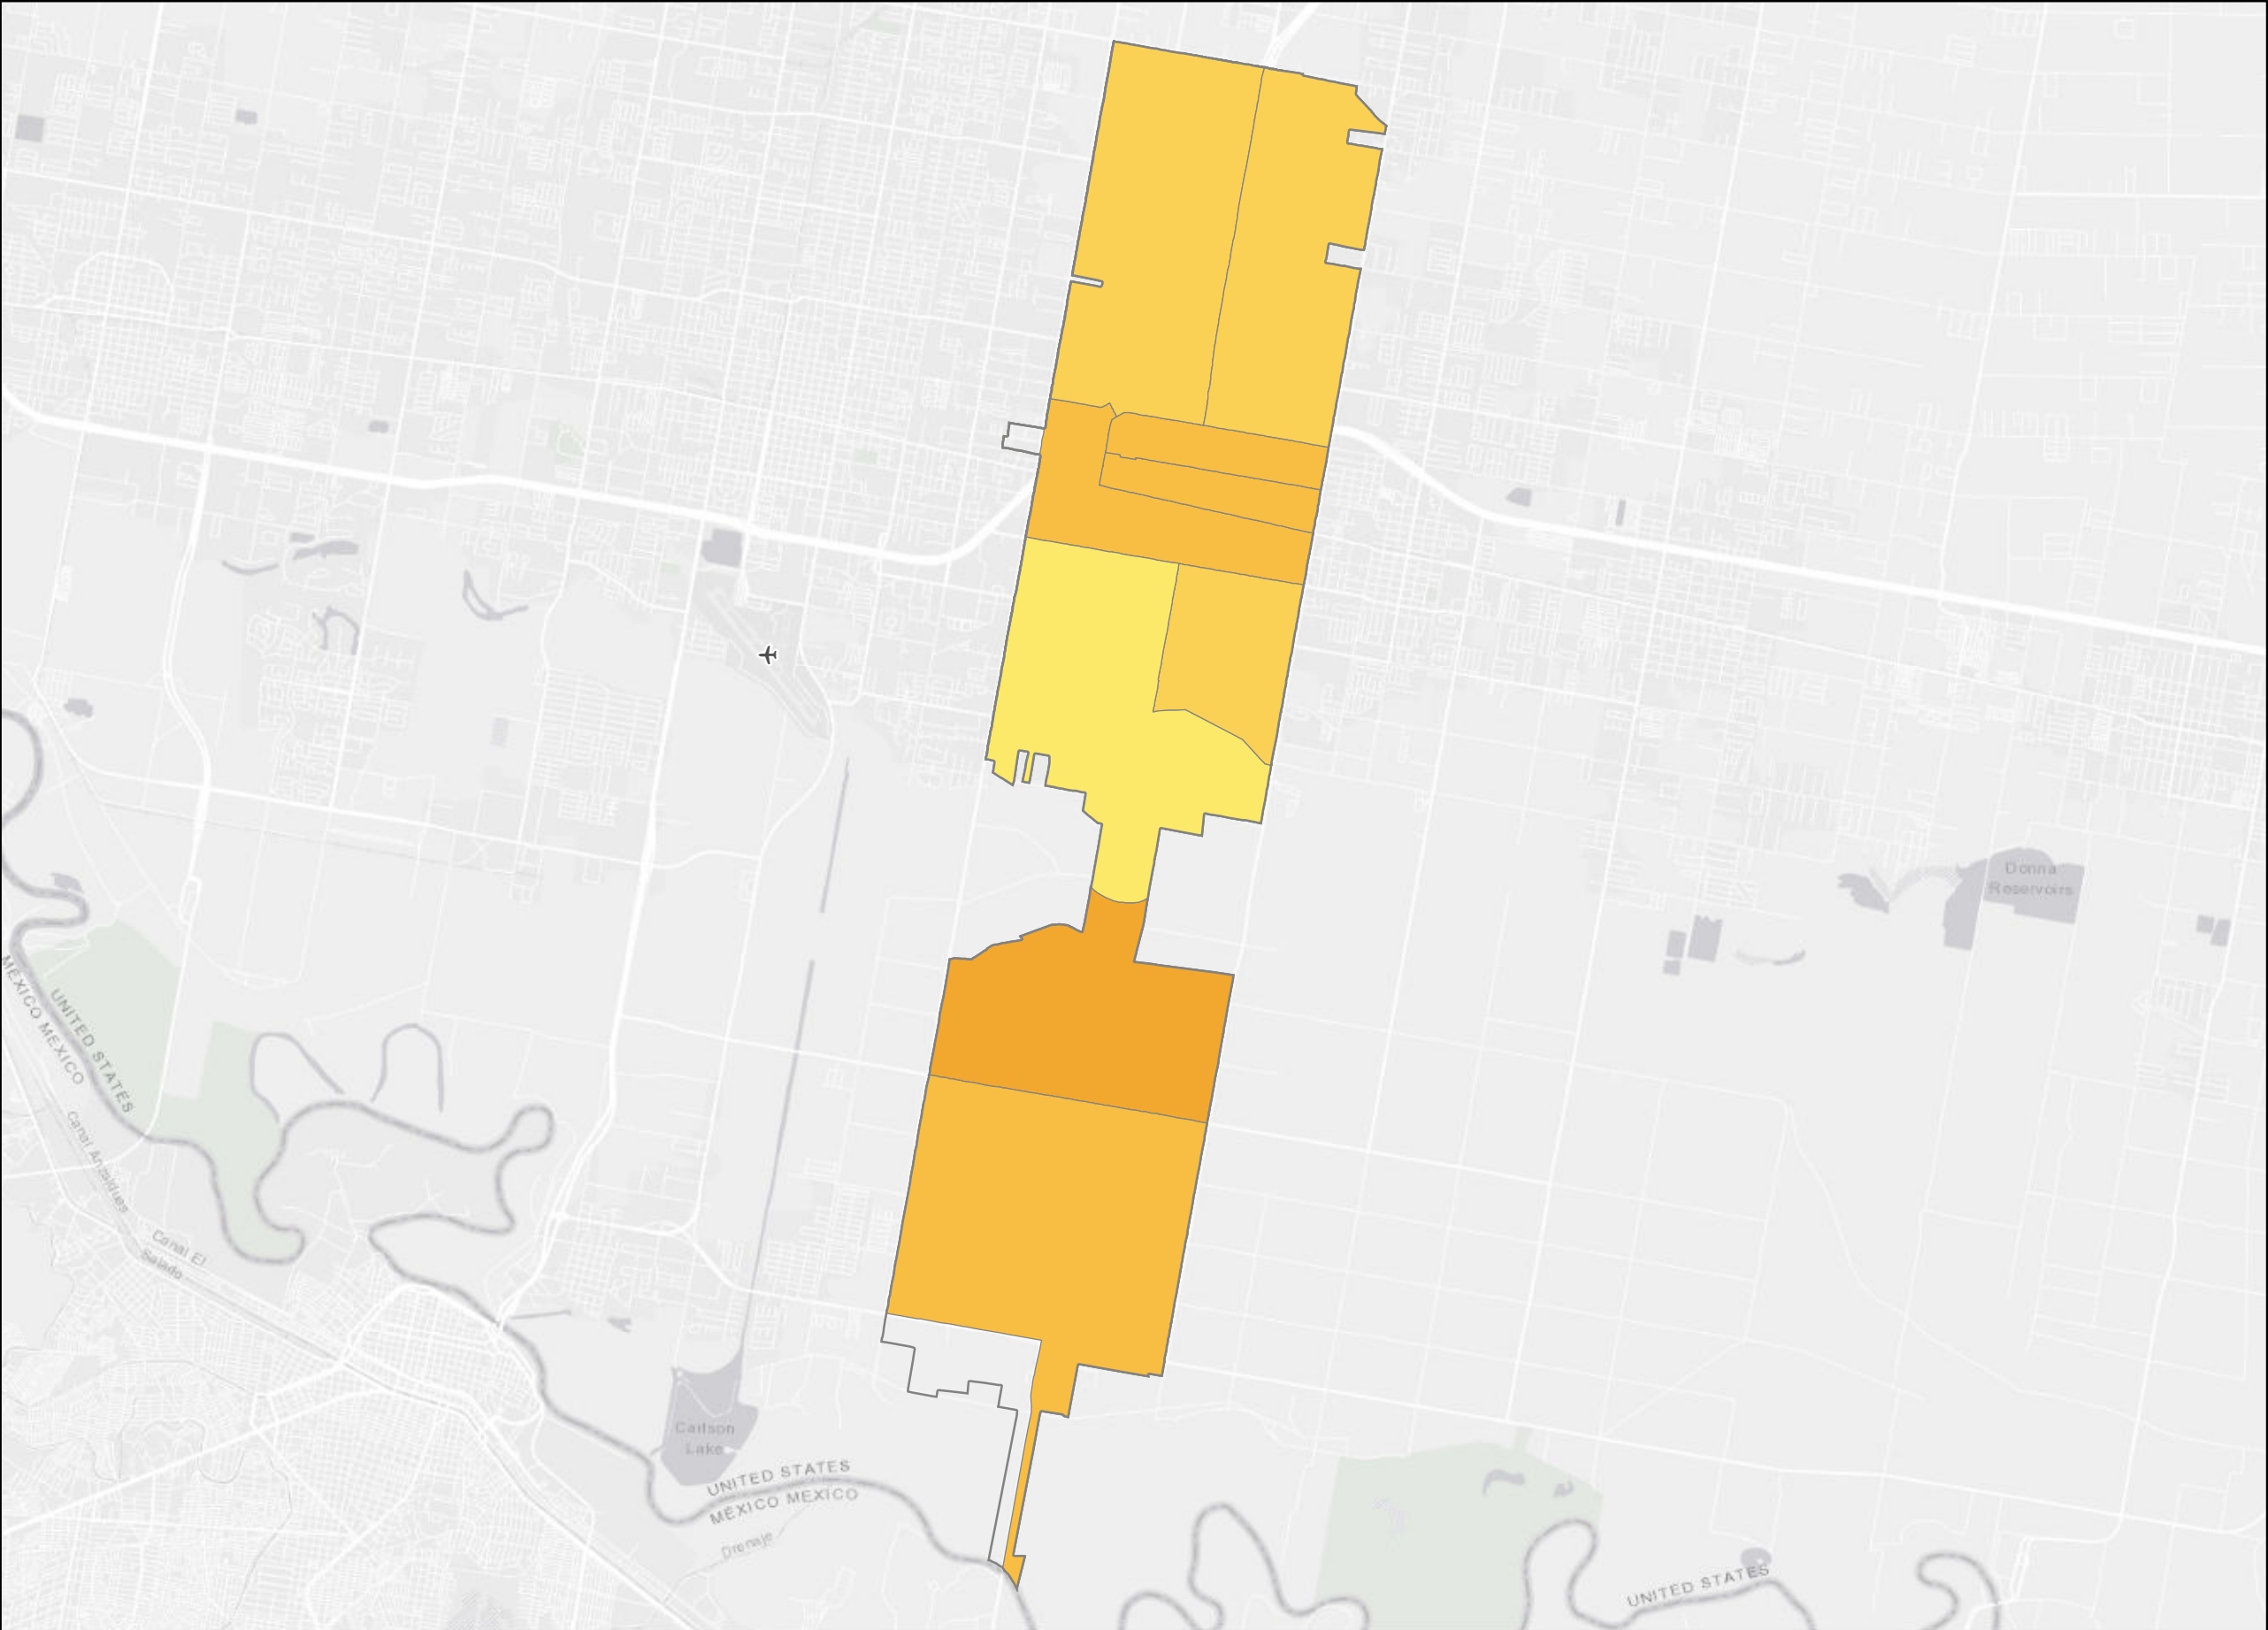 Donna
Reservoirs
MÉXICO MEXICO
UNITED STATES
Canal Anzalduas
Canal El
Salado
Carlson
Lake
UNITED STATES
MÉXICO MEXICO
Drenaje
UNITED STATES